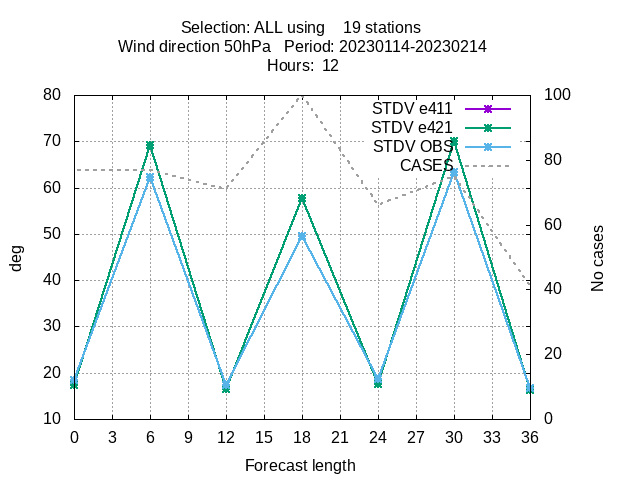 Selection: ALL using    19 stations
Wind direction 50hPa   Period: 20230114-20230214
Hours:  12
80
70
60
50
40
30
20
10
deg
STDV e411
STDV e421
STDV OBS
CASES
100
80
60
40
20
0
No cases
0 3 6 9 12 15 18 21 24 27 30 33 36
Forecast length